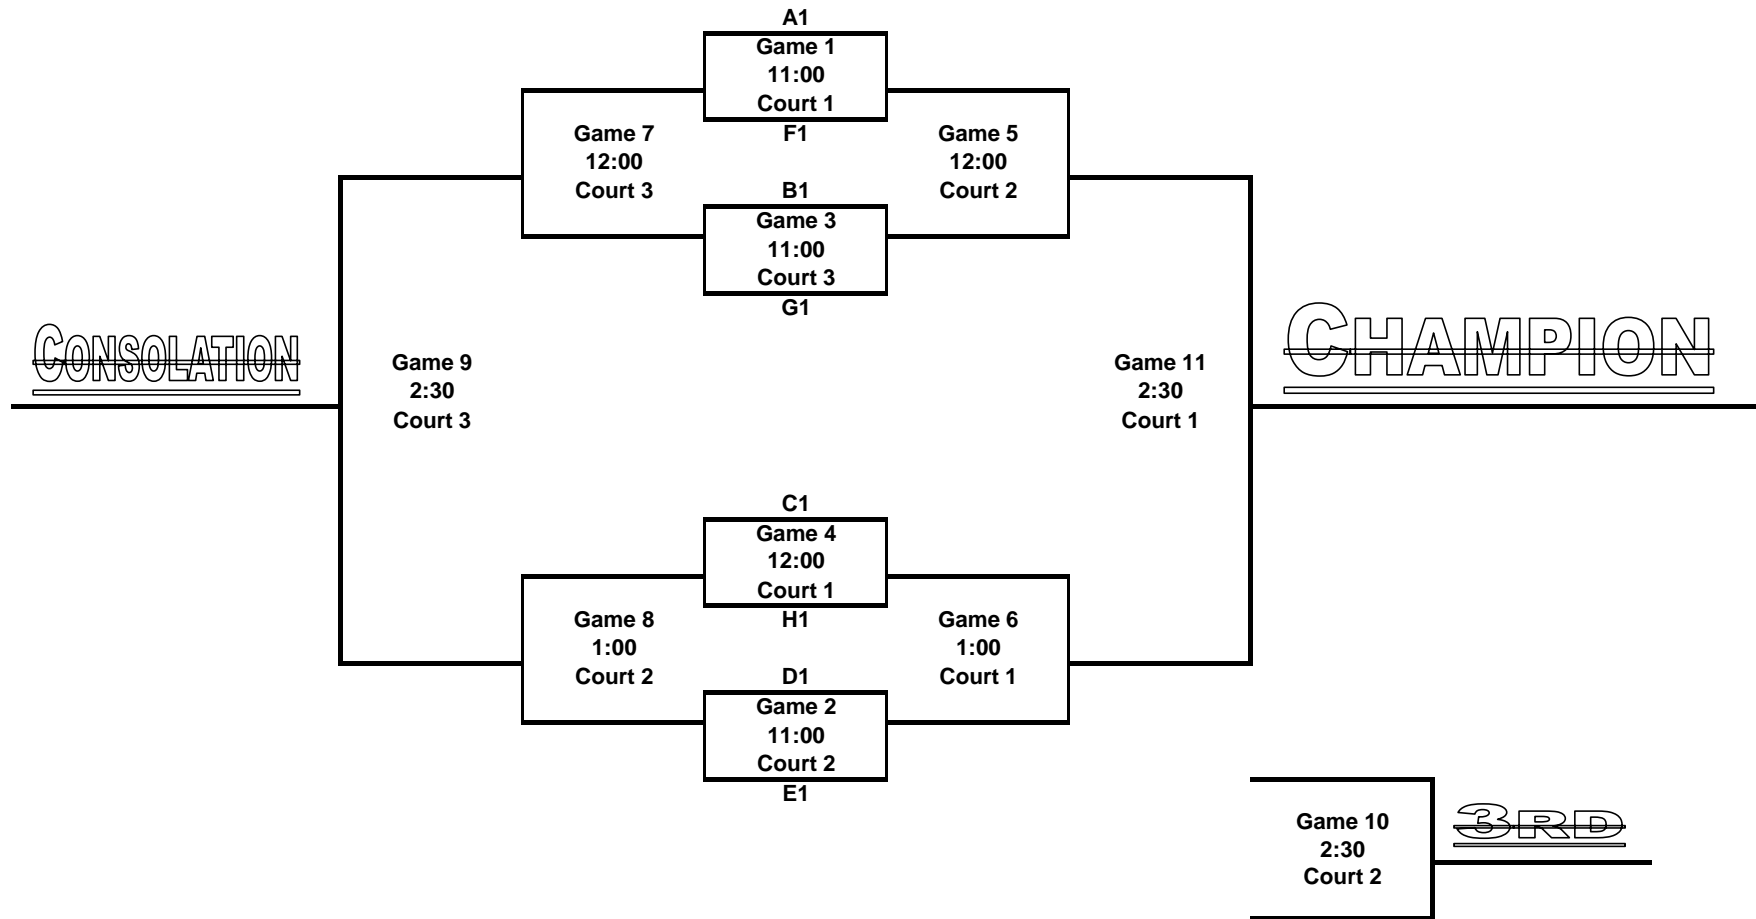 A1
Game 1
11:00
Court 1
F1
Game 7
12:00
Court 3
Game 5
12:00
Court 2
B1
Game 3
11:00
Court 3
G1
CONSOLATION
Game 9
2:30
Court 3
Game 11
2:30
Court 1
CHAMPION
C1
Game 4
12:00
Court 1
H1
Game 8
1:00
Court 2
Game 6
1:00
Court 1
D1
Game 2
11:00
Court 2
E1
Game 10
2:30
Court 2
3RD